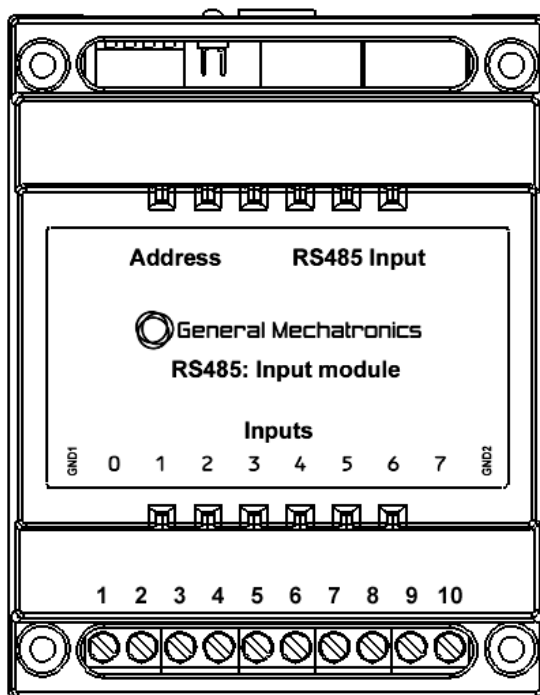 Address RS485 Input
General Mechatronics
RS485: Input module
Inputs
GND1 0 1 2 3 4 5 6 7 GND2
1 2 3 4 5 6 7 8 9 10